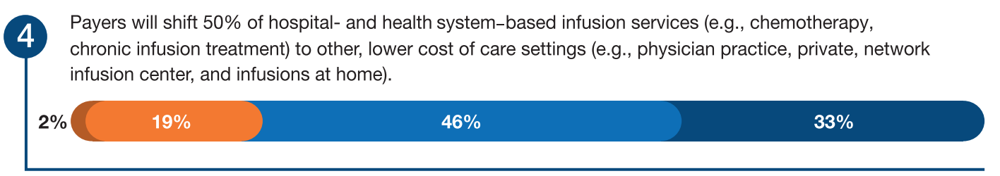 4
Payers will shift 50% of hospital- and health system–based infusion services (e.g., chemotherapy,
chronic infusion treatment) to other, lower cost of care settings (e.g., physician practice, private, network
infusion center, and infusions at home).
2% 19% 46% 33%